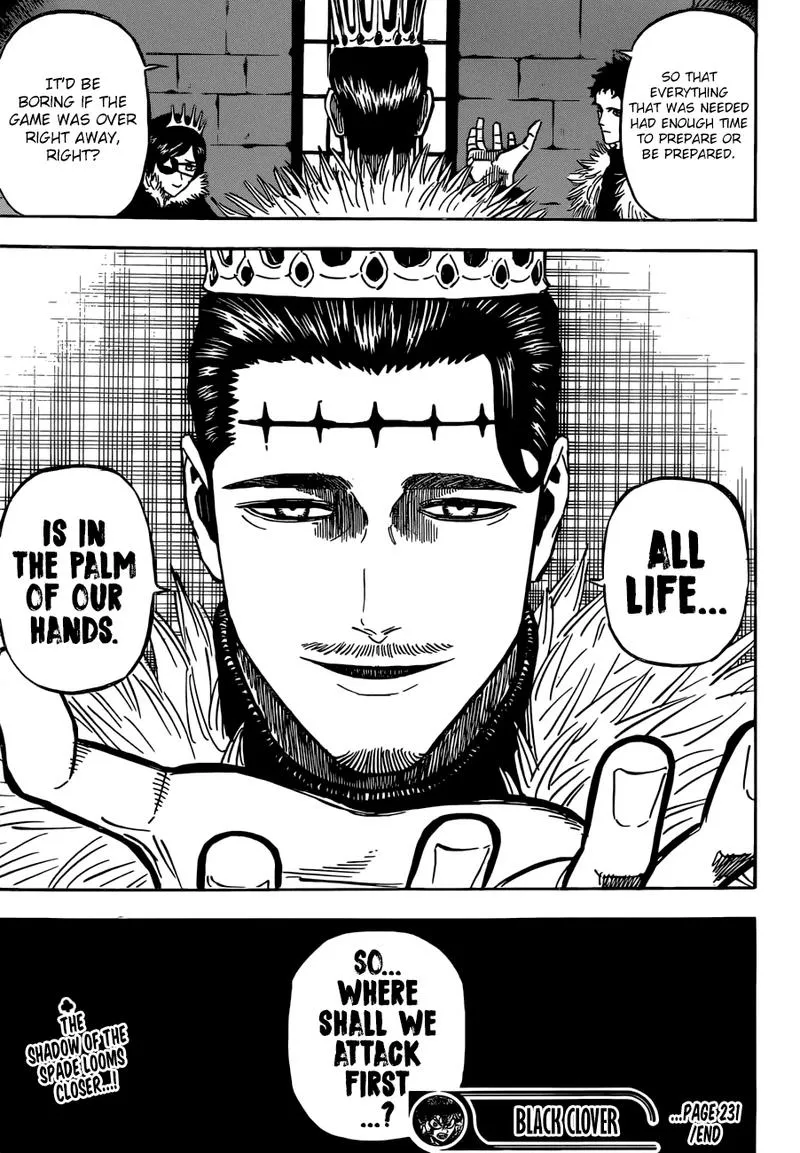 SO THAT
EVERYTHING
THAT WAS NEEDED
HAD ENOUGH TIME
TO PREPARE OR
BE PREPARED.
IT'D BE
BORING IF THE
GAME WAS OVER
RIGHT AWAY,
RIGHT?
ALL
LIFE...
IS IN
THE PALM
OF OUR
HANDS.
SO...
WHERE
SHALL WE
ATTACK
FIRST
...?
THE
SHADOW OF THE
SPADE LOOMS
CLOSER...!
BLACK CLOVER
...PAGE 231
/END